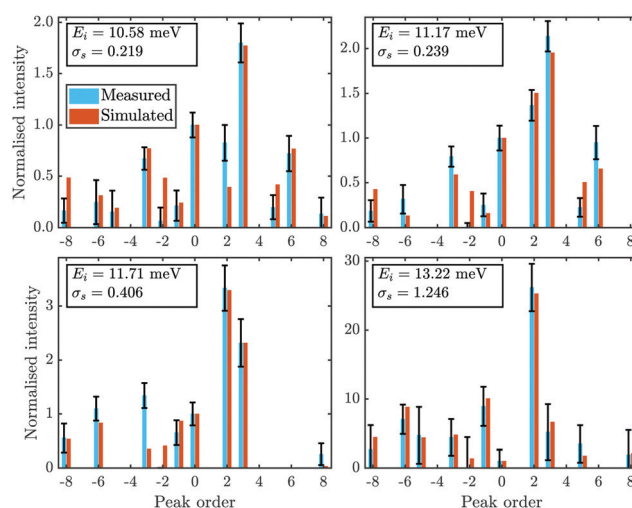 E_i = 10.58 meV
σ_s = 0.219
Measured
Simulated
Normalised intensity
2.0
1.5
1.0
0.5
0.0
-8 -6 -4 -2 0 2 4 6 8
E_i = 11.17 meV
σ_s = 0.239
2.0
1.5
1.0
0.5
0.0
-8 -6 -4 -2 0 2 4 6 8
E_i = 11.71 meV
σ_s = 0.406
Normalised intensity
3
2
1
0
-8 -6 -4 -2 0 2 4 6 8
Peak order
E_i = 13.22 meV
σ_s = 1.246
30
20
10
0
-8 -6 -4 -2 0 2 4 6 8
Peak order